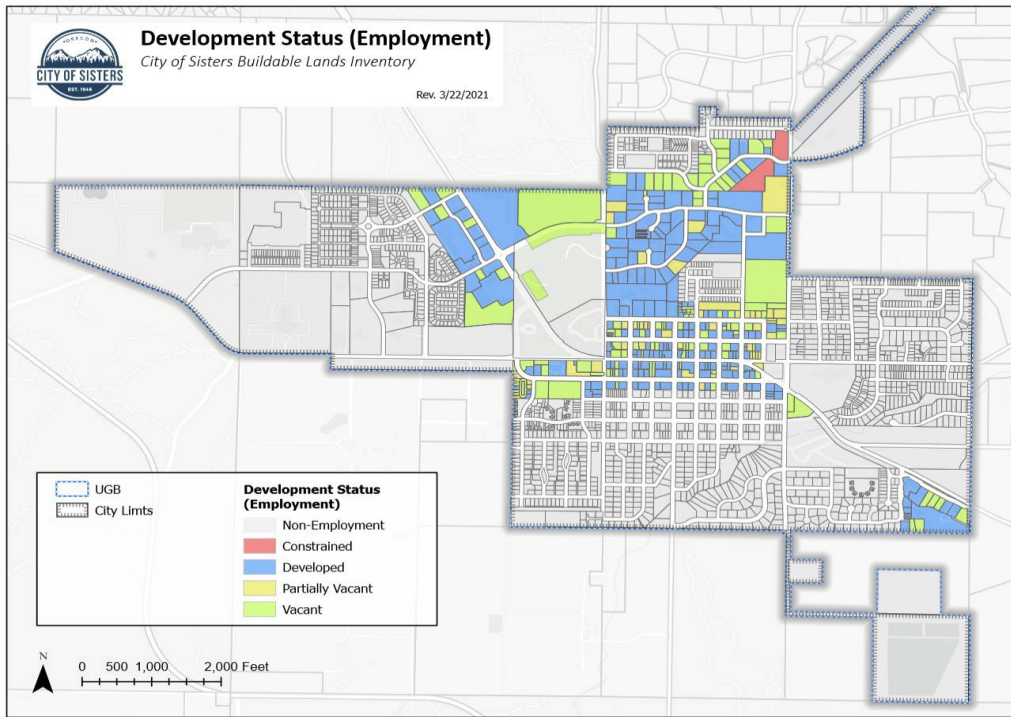 OREGON
CITY OF SISTERS
EST. 1946
Development Status (Employment)
City of Sisters Buildable Lands Inventory
Rev. 3/22/2021
UGB
City Limts
Development Status
(Employment)
Non-Employment
Constrained
Developed
Partially Vacant
Vacant
N
0 500 1,000 2,000 Feet